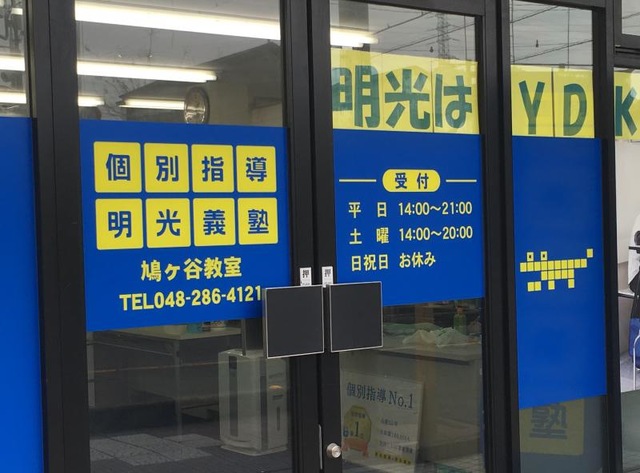 個別指導
明光義塾
鳩ヶ谷教室
TEL048-286-4121
押
押
明光は
YDK
受付
平日 14:00〜21:00
土曜 14:00〜20:00
日祝日 お休み
個別指導 No.1
塾